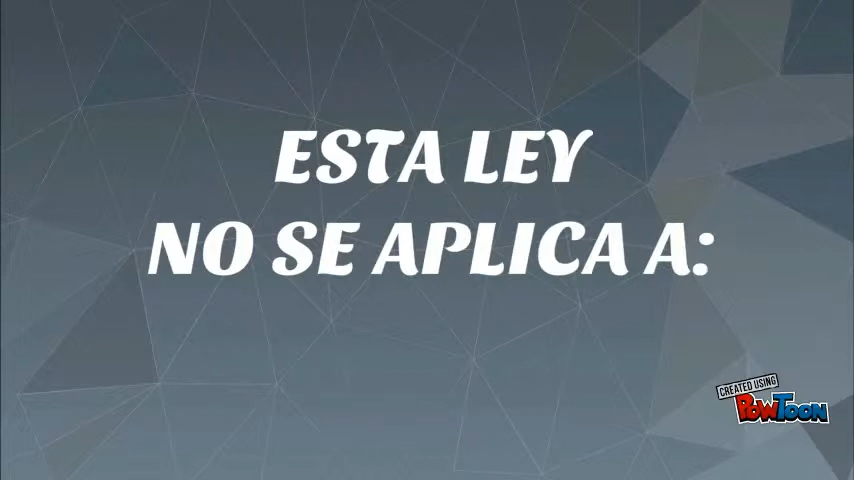 ESTA LEY
NO SE APLICA A:
CREATED USING
POWTOON